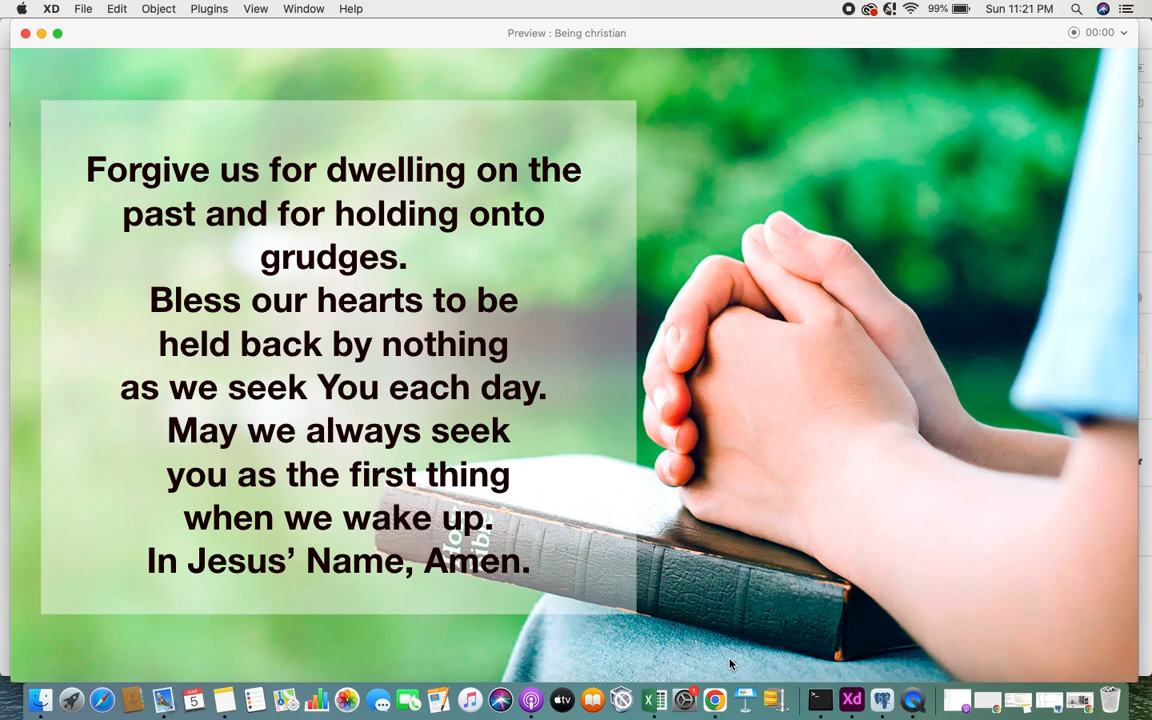 XD File Edit Object Plugins View Window Help 99% Sun 11:21 PM
Preview : Being christian 00:00
Forgive us for dwelling on the
past and for holding onto
grudges.
Bless our hearts to be
held back by nothing
as we seek You each day.
May we always seek
you as the first thing
when we wake up.
In Jesus’ Name, Amen.